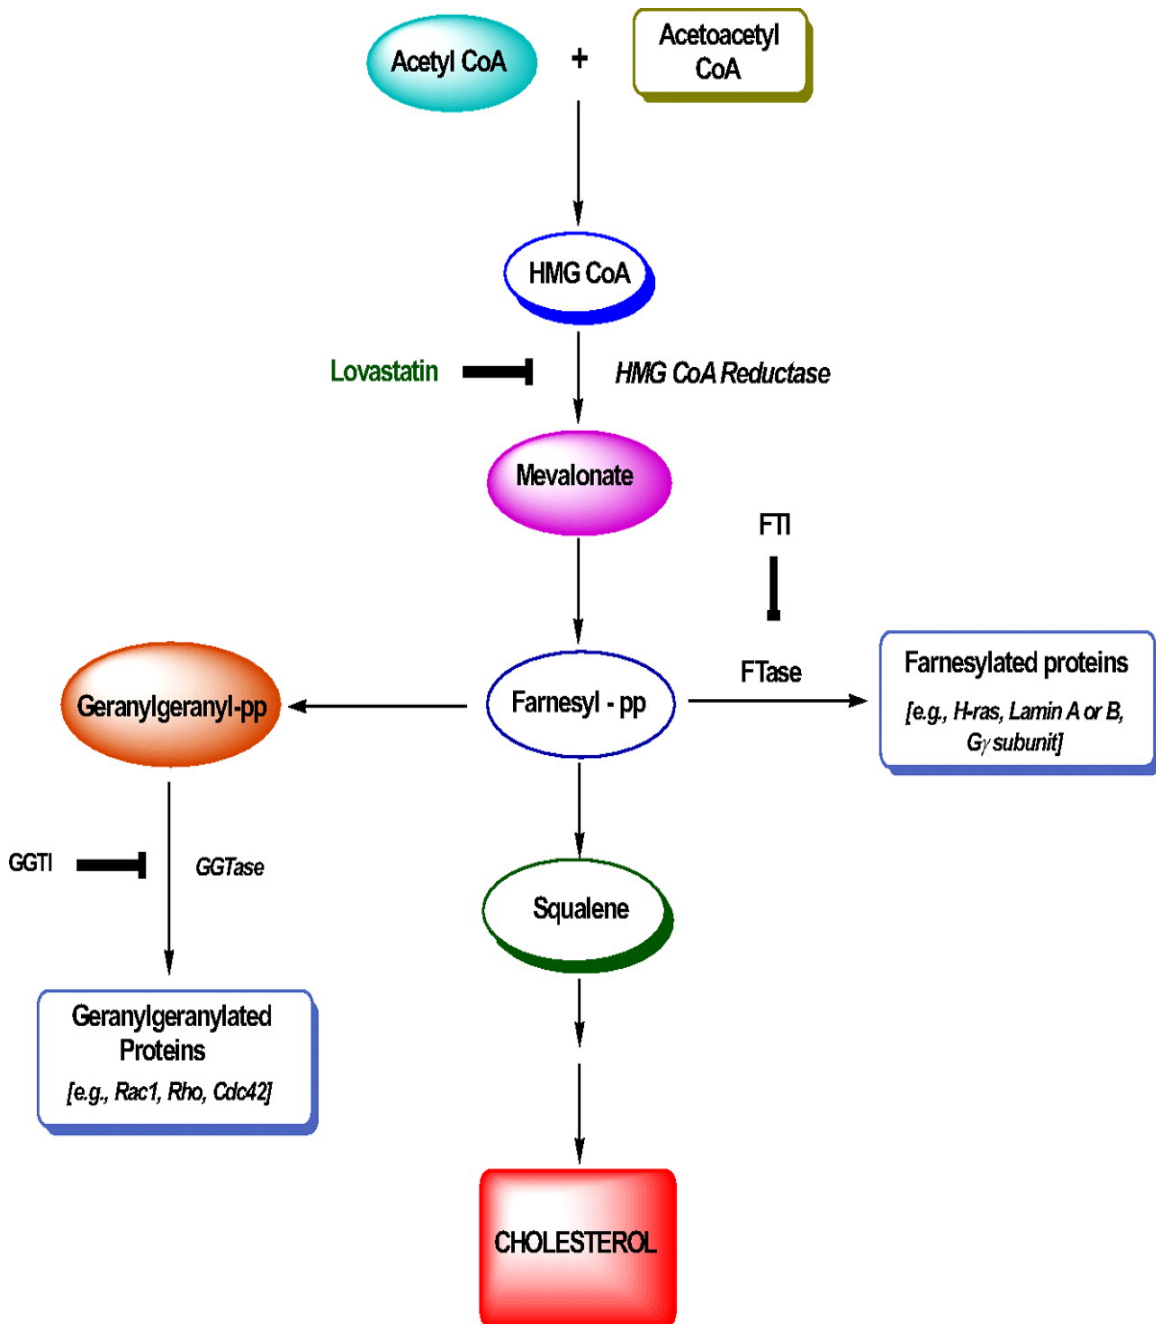 Acetyl CoA
+
Acetoacetyl
CoA
HMG CoA
Lovastatin
HMG CoA Reductase
Mevalonate
FTI
FTase
Farnesylated proteins
[e.g., H-ras, Lamin A or B,
Gγ subunit]
Geranylgeranyl-pp
Farnesyl - pp
GGTI
GGTase
Squalene
Geranylgeranylated
Proteins
[e.g., Rac1, Rho, Cdc42]
CHOLESTEROL